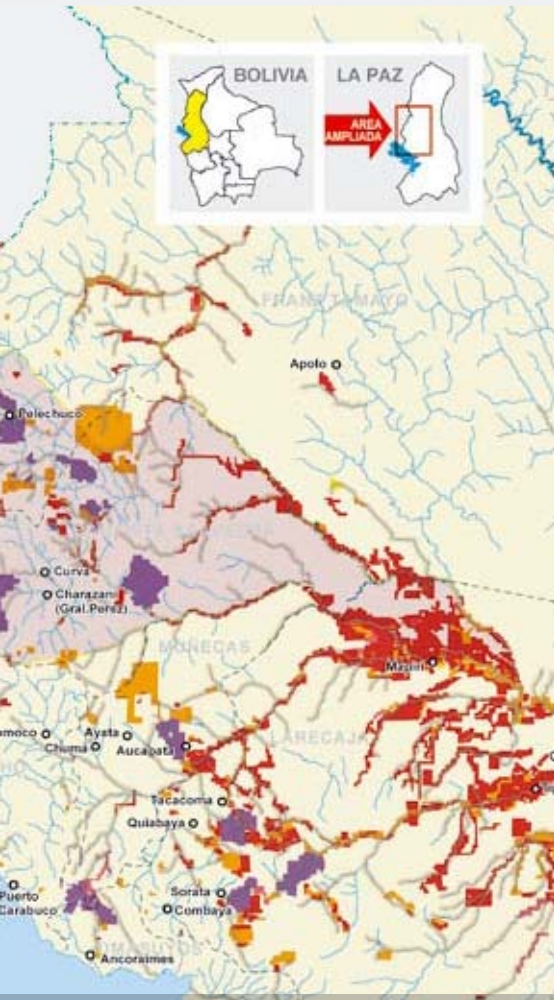 BOLIVIA
LA PAZ
AREA
AMPLIADA
FRANZ TAMAYO
Apolo
Pelechuco
Curva
Charazani
(Gral.Perez)
MUÑECAS
Mapiri
LARECAJA
Ayata
Chuma
Aucapata
Tacacoma
Quiabaya
Sorata
Combaya
Puerto
Carabuco
OMASUYOS
Ancoraimes